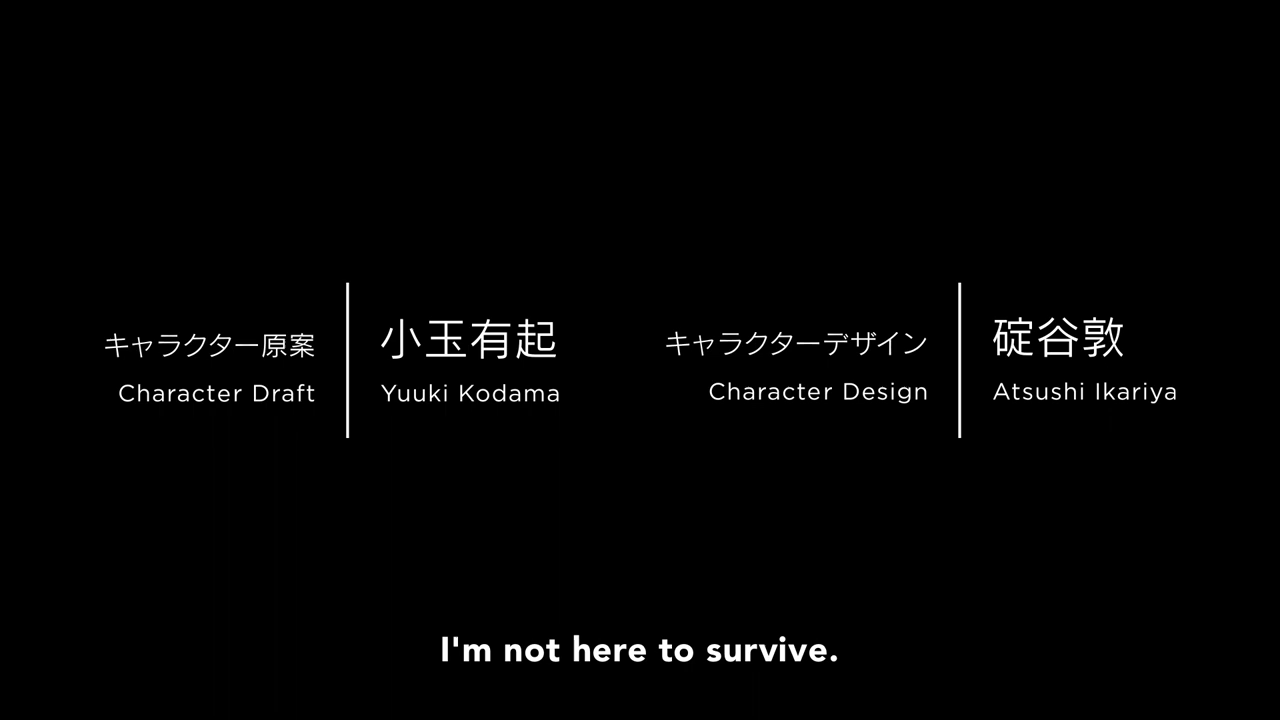 キャラクター原案
Character Draft
小玉有起
Yuuki Kodama
キャラクターデザイン
Character Design
碇谷敦
Atsushi Ikariya
I'm not here to survive.